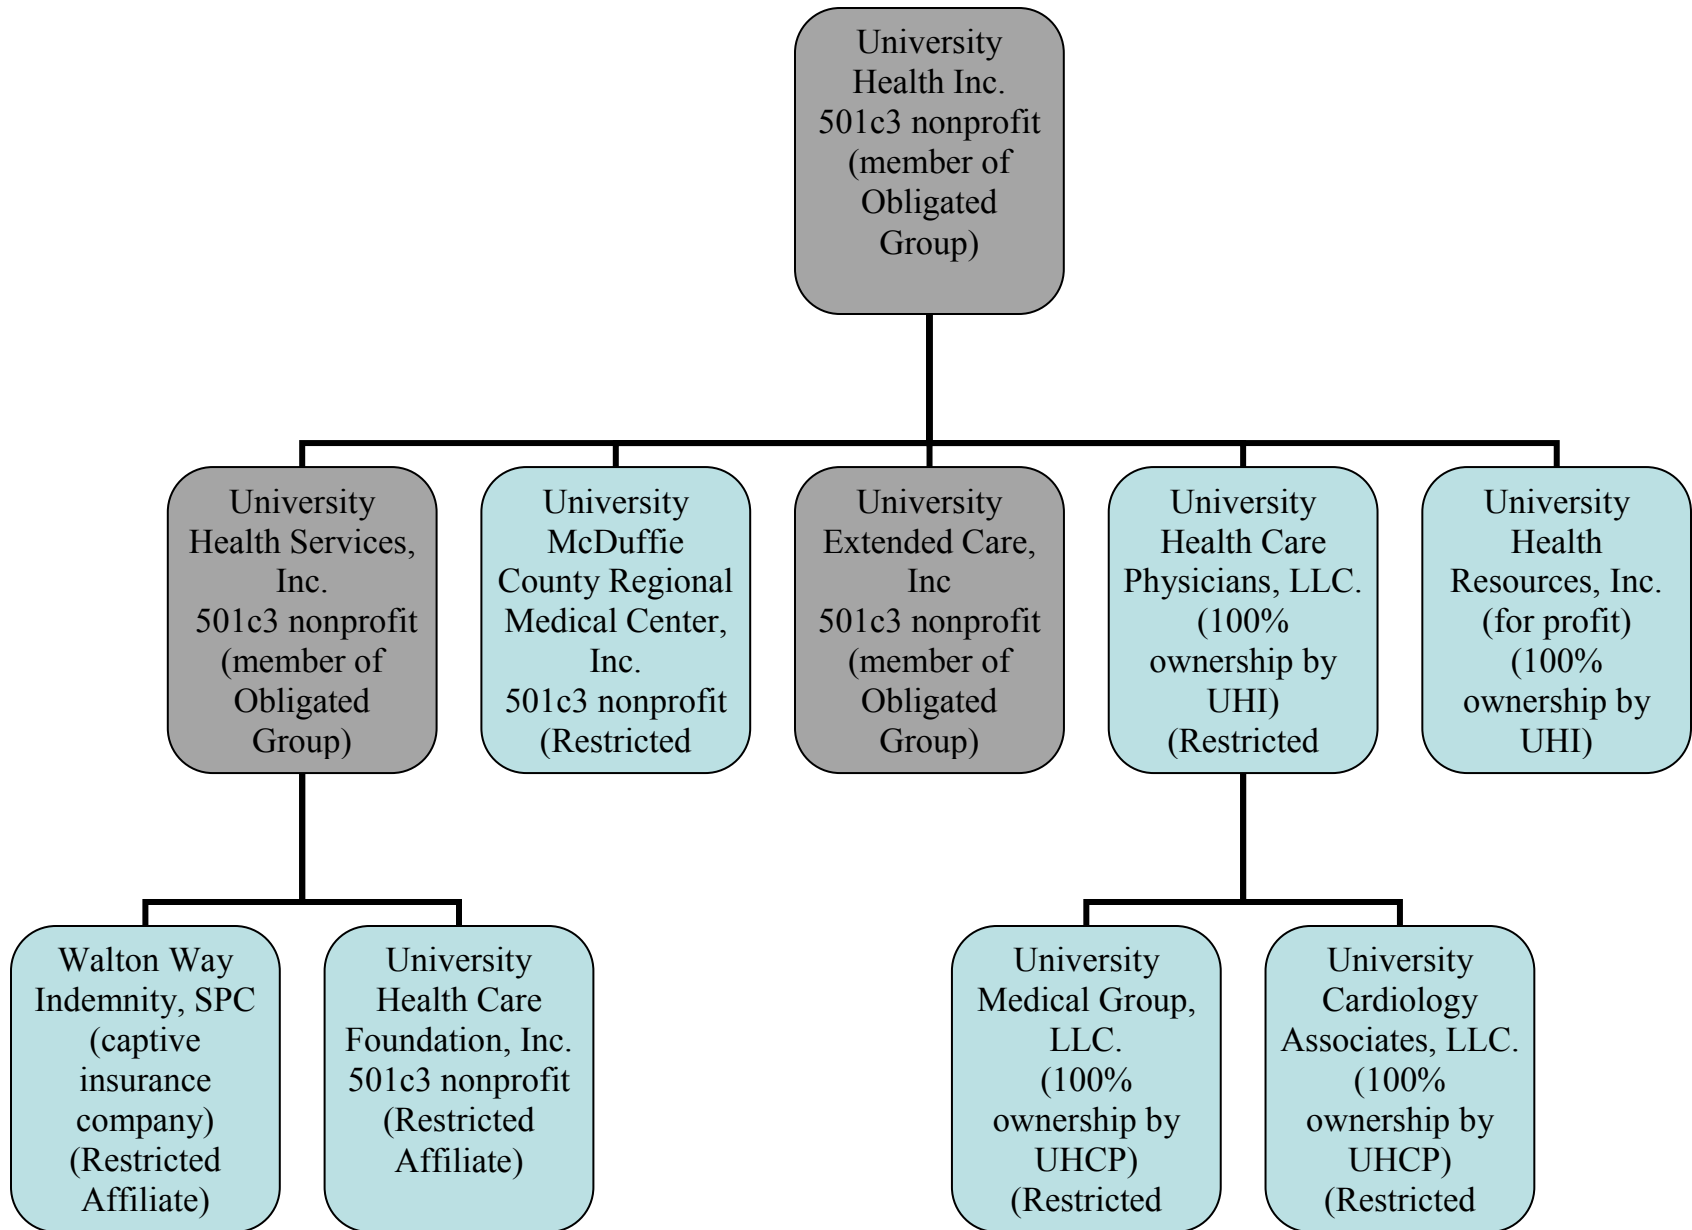 University
Health Inc.
501c3 nonprofit
(member of
Obligated
Group)
University
Health Services,
Inc.
501c3 nonprofit
(member of
Obligated
Group)
University
McDuffie
County Regional
Medical Center,
Inc.
501c3 nonprofit
(Restricted
University
Extended Care,
Inc
501c3 nonprofit
(member of
Obligated
Group)
University
Health Care
Physicians, LLC.
(100%
ownership by
UHI)
(Restricted
University
Health
Resources, Inc.
(for profit)
(100%
ownership by
UHI)
Walton Way
Indemnity, SPC
(captive
insurance
company)
(Restricted
Affiliate)
University
Health Care
Foundation, Inc.
501c3 nonprofit
(Restricted
Affiliate)
University
Medical Group,
LLC.
(100%
ownership by
UHCP)
(Restricted
University
Cardiology
Associates, LLC.
(100%
ownership by
UHCP)
(Restricted